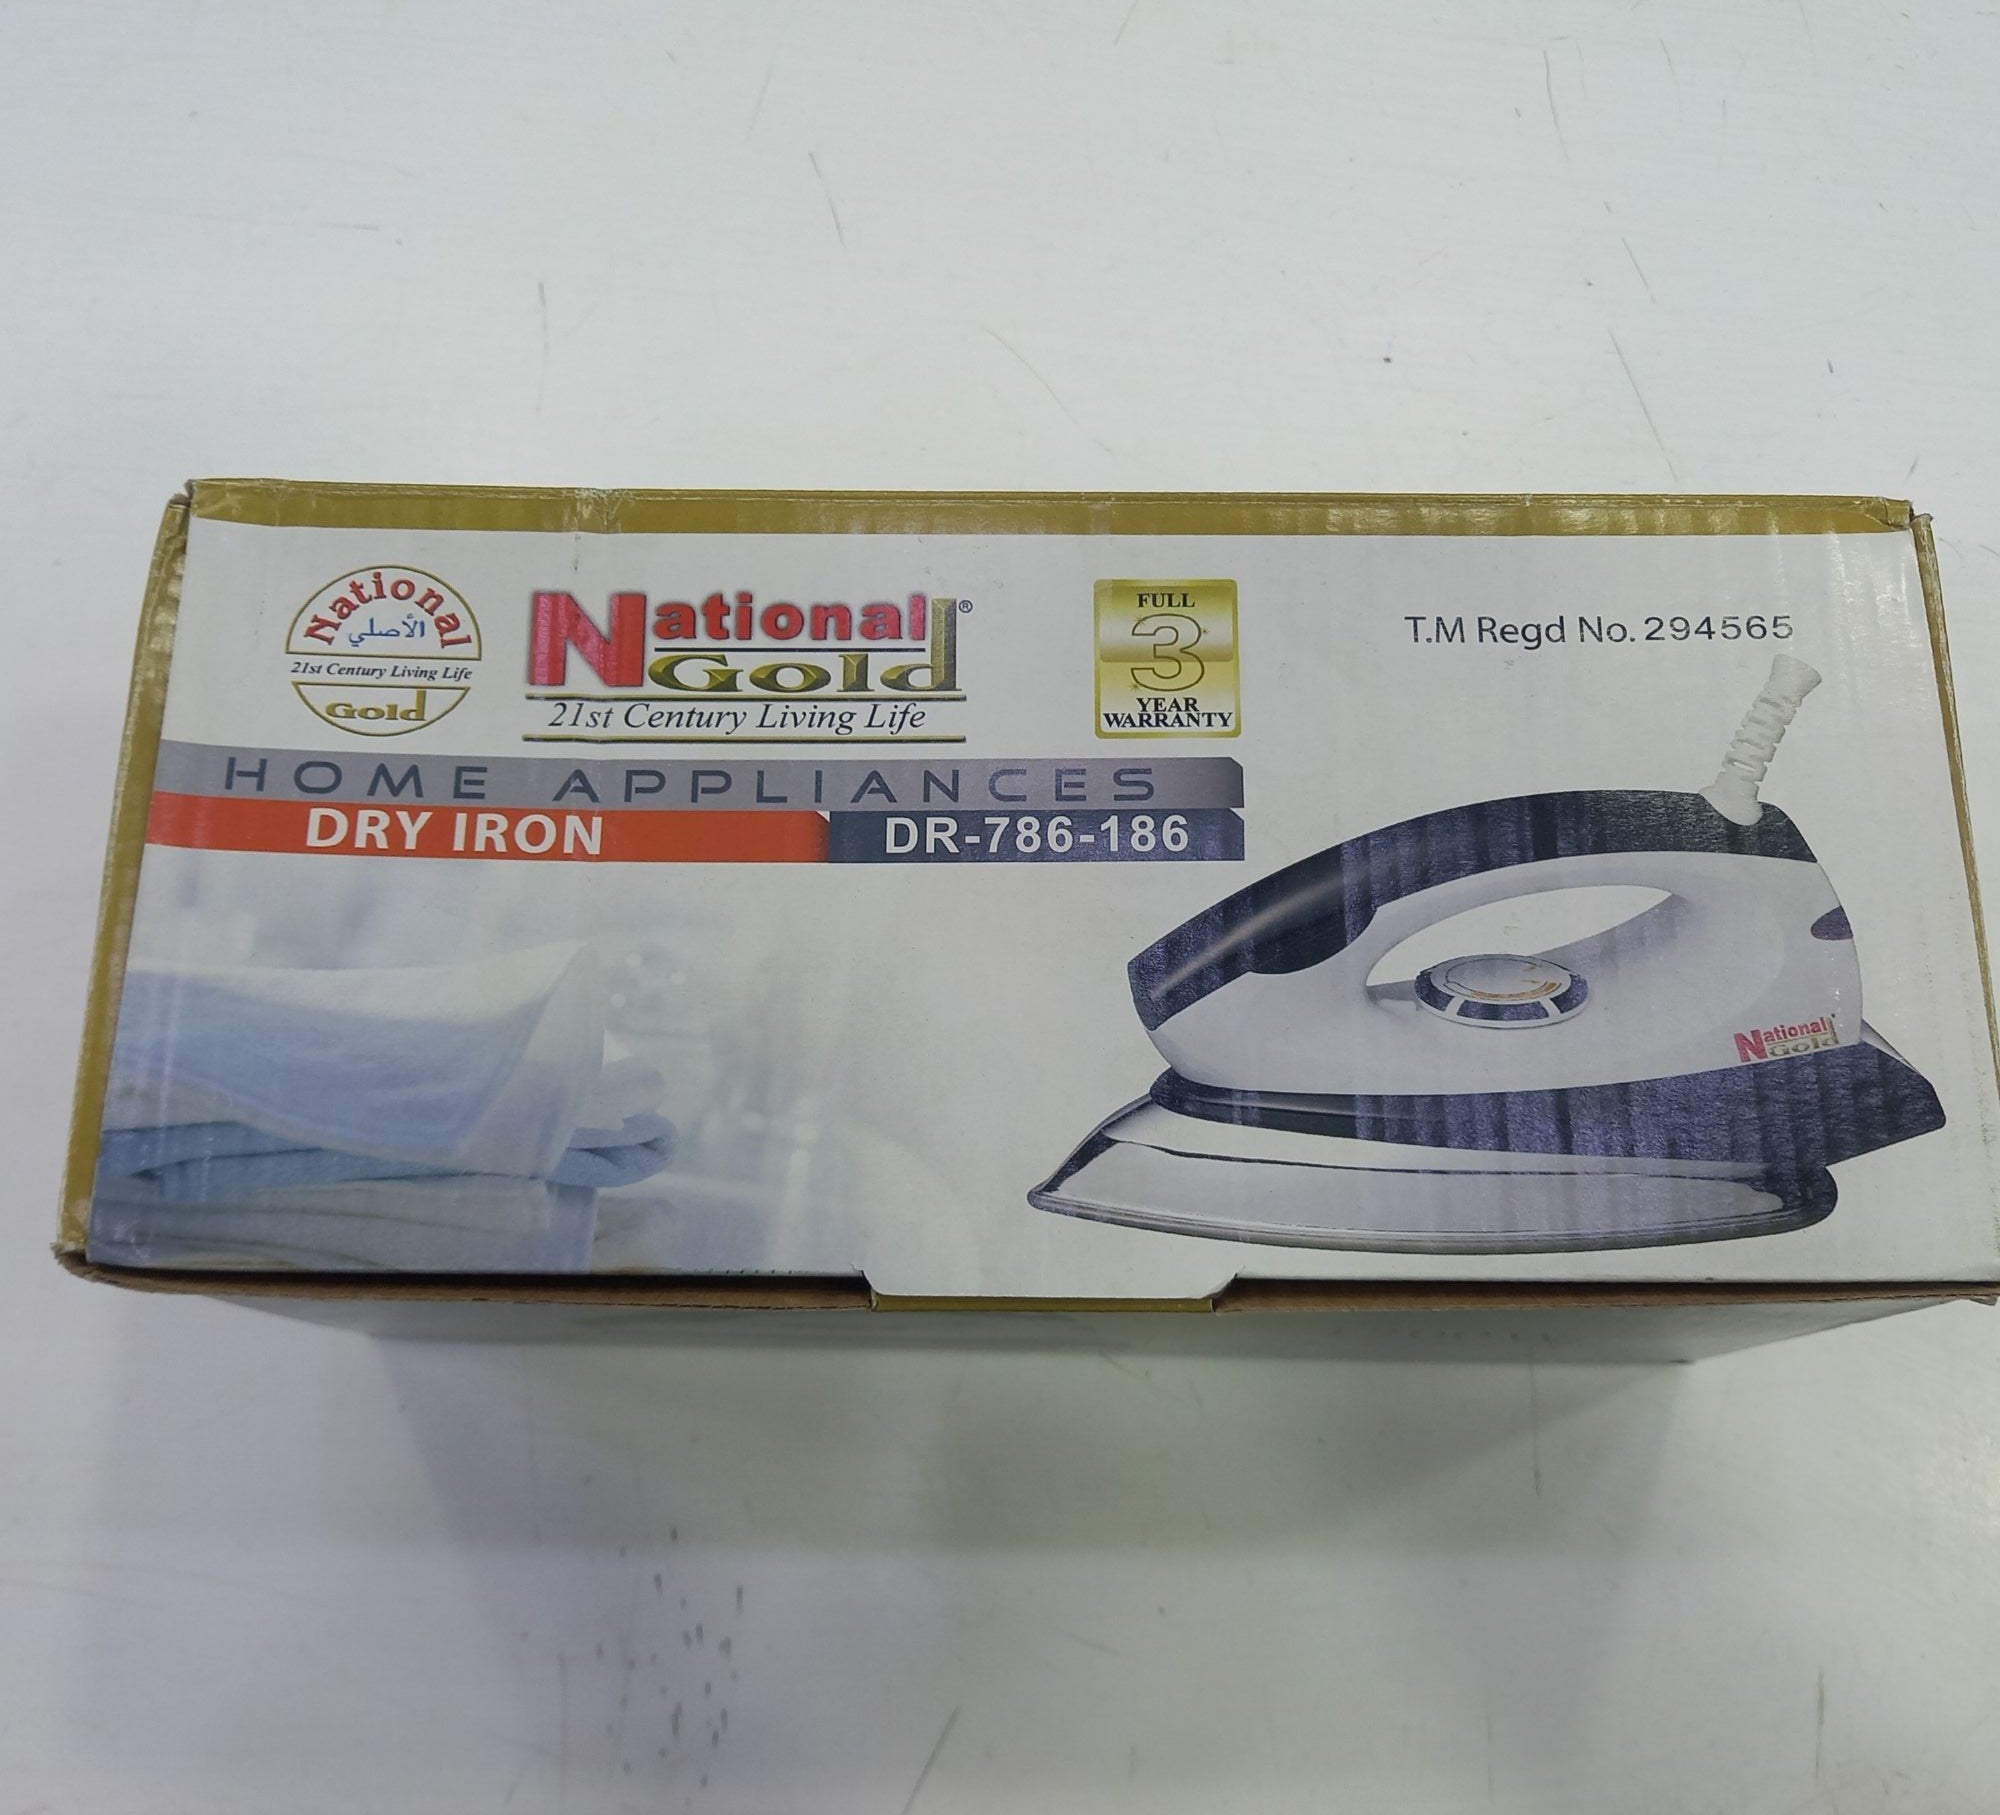 National
الأصلي
21st Century Living Life
Gold
National®
Gold
21st Century Living Life
FULL
3
YEAR
WARRANTY
T.M Regd No. 294565
HOME APPLIANCES
DRY IRON
DR-786-186
National
Gold